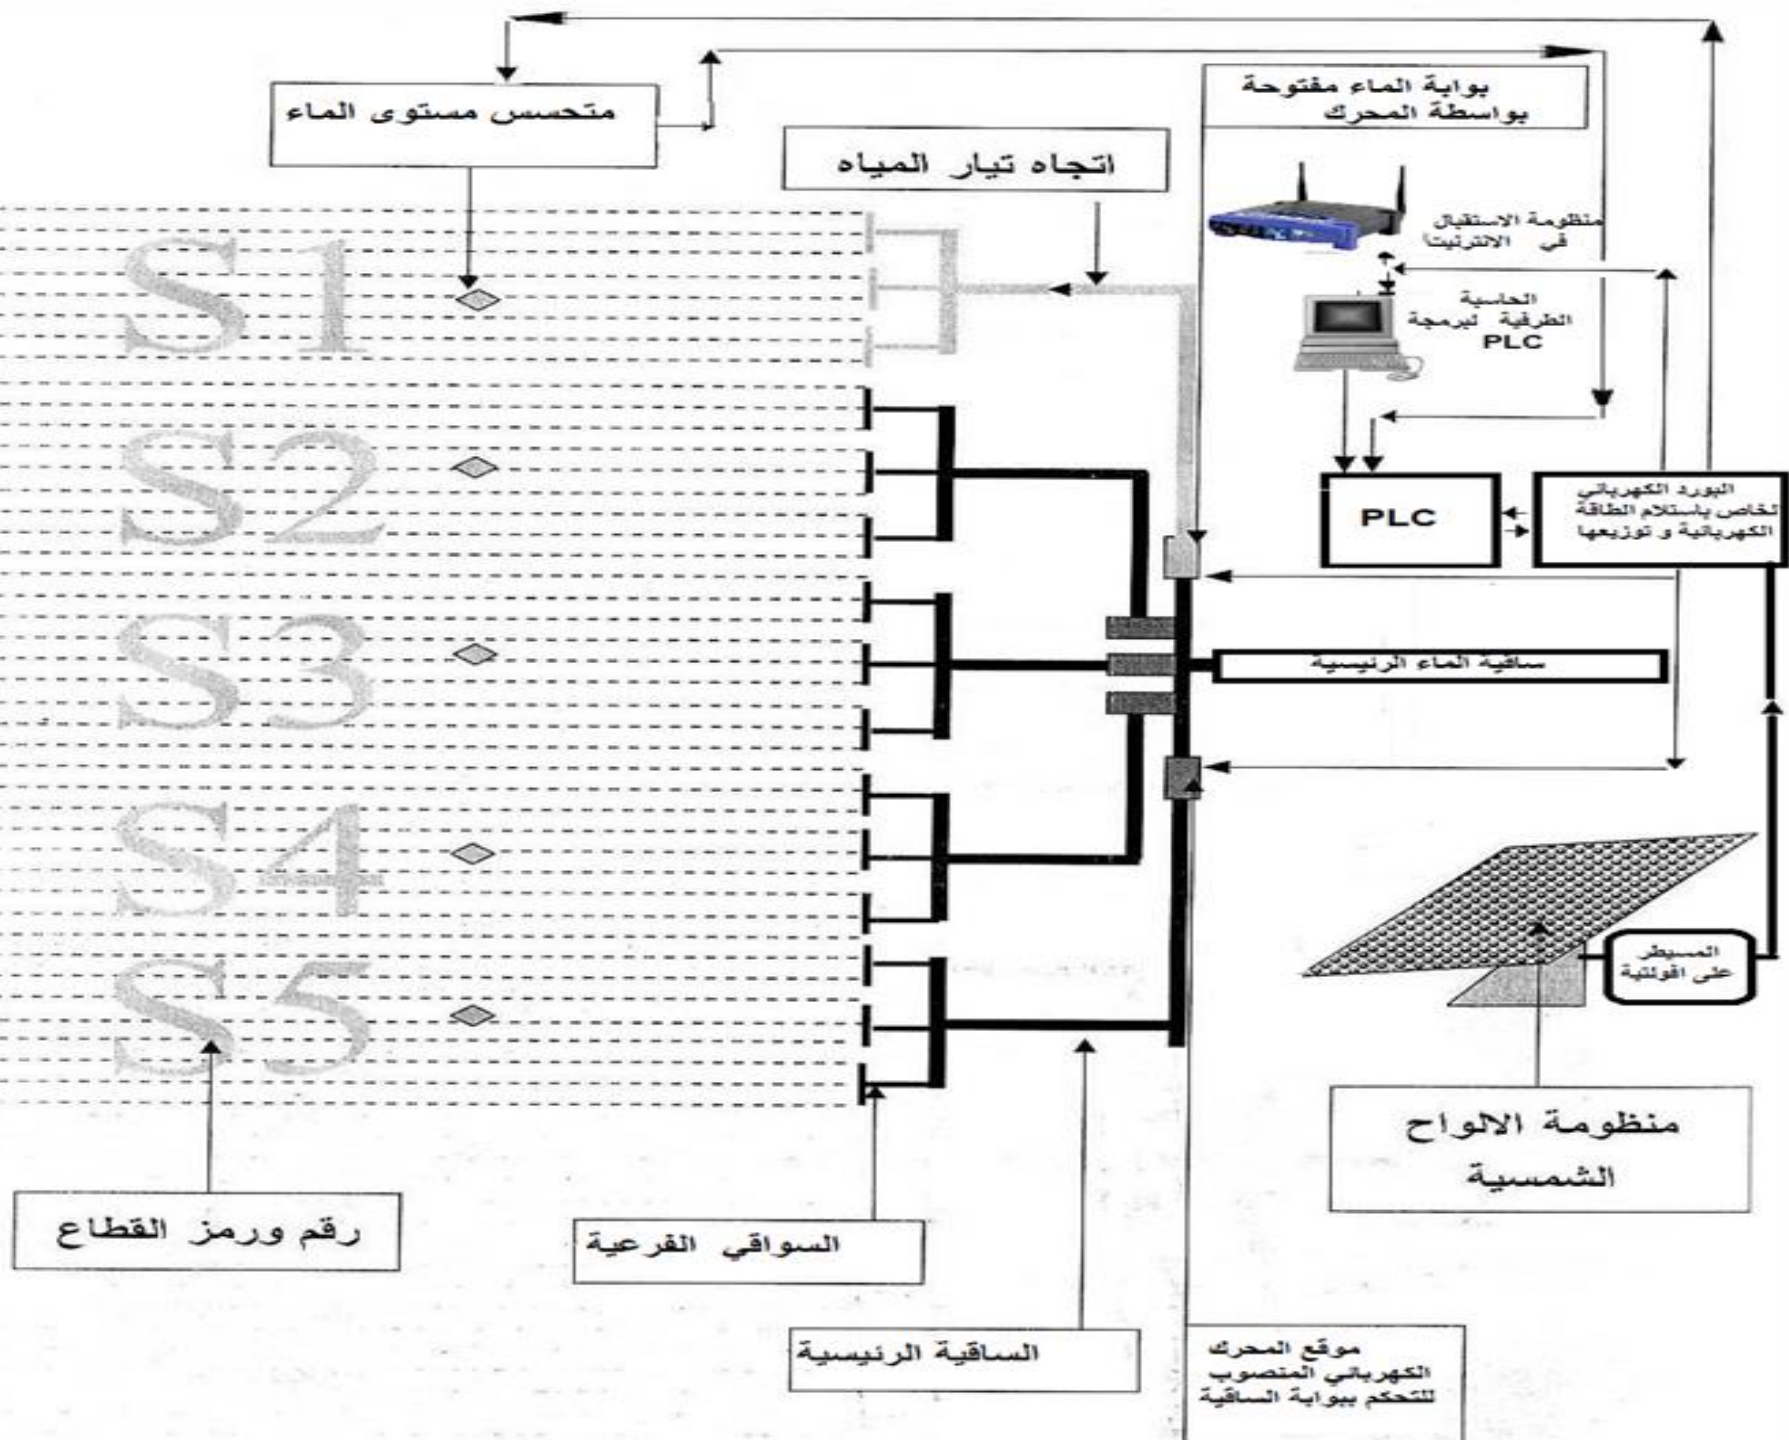 متحسس مستوى الماء
بوابة الماء مفتوحة
بواسطة المحرك
اتجاه تيار المياه
منظومة الاستقبال
في الانترنيت
الحاسبة
الطرفية لبرمجة
PLC
S1
S2
S3
S4
S5
PLC
البورد الكهربائي
لخاص باستلام الطاقة
الكهربائية و توزيعها
ساقية الماء الرئيسية
المسيطر
على افولتية
منظومة الالواح
الشمسية
رقم ورمز القطاع
السواقي الفرعية
الساقية الرئيسية
موقع المحرك
الكهربائي المنصوب
للتحكم ببوابة الساقية